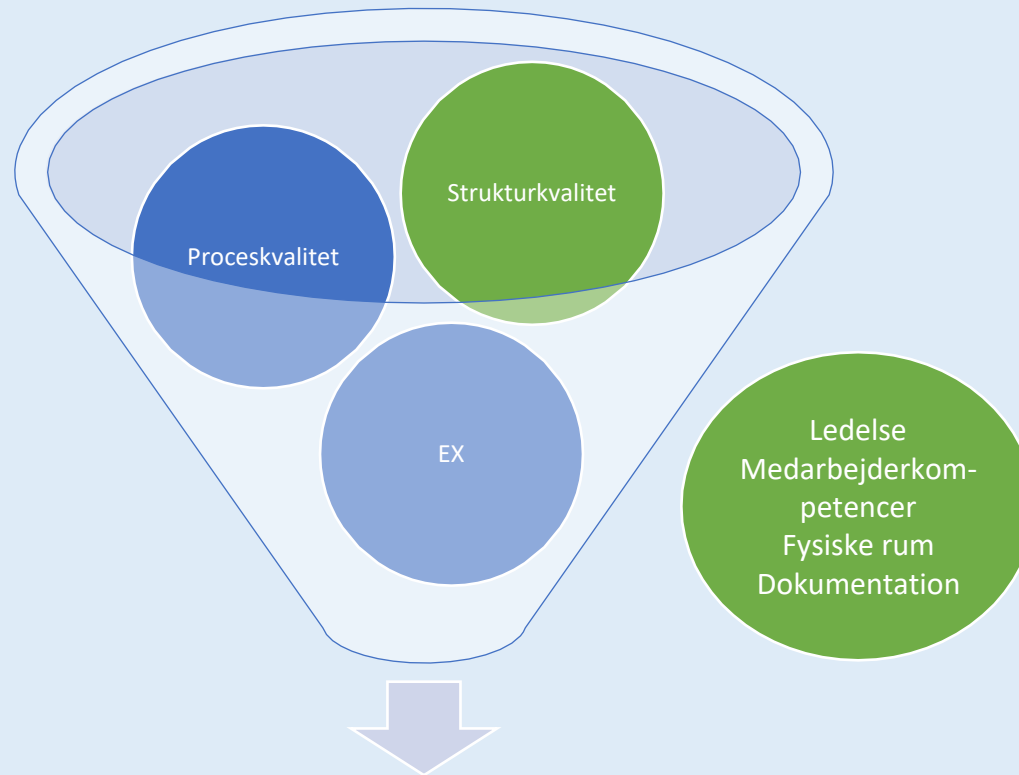 Strukturkvalitet
Proceskvalitet
EX
Ledelse
Medarbejderkom-
petencer
Fysiske rum
Dokumentation